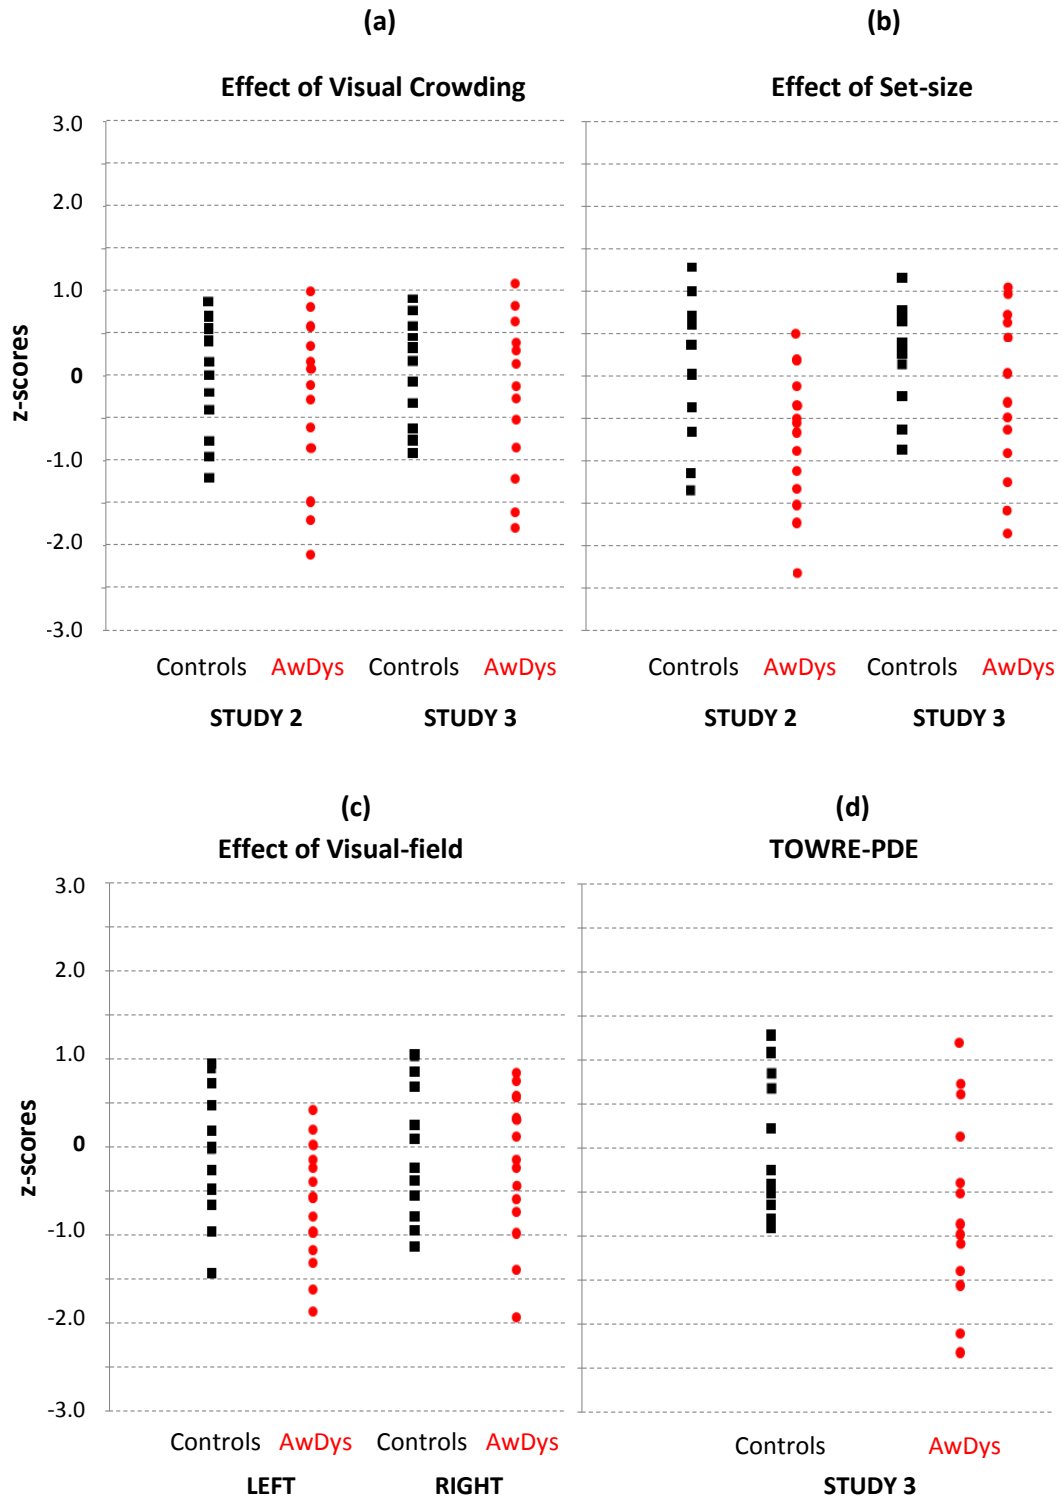 (a) (b)
Effect of Visual Crowding Effect of Set-size
3.0
2.0
1.0
0
-1.0
-2.0
-3.0
z-scores
Controls AwDys Controls AwDys Controls AwDys Controls AwDys
STUDY 2 STUDY 3 STUDY 2 STUDY 3
(c) (d)
Effect of Visual-field TOWRE-PDE
3.0
2.0
1.0
0
-1.0
-2.0
-3.0
z-scores
Controls AwDys Controls AwDys Controls AwDys
LEFT RIGHT STUDY 3